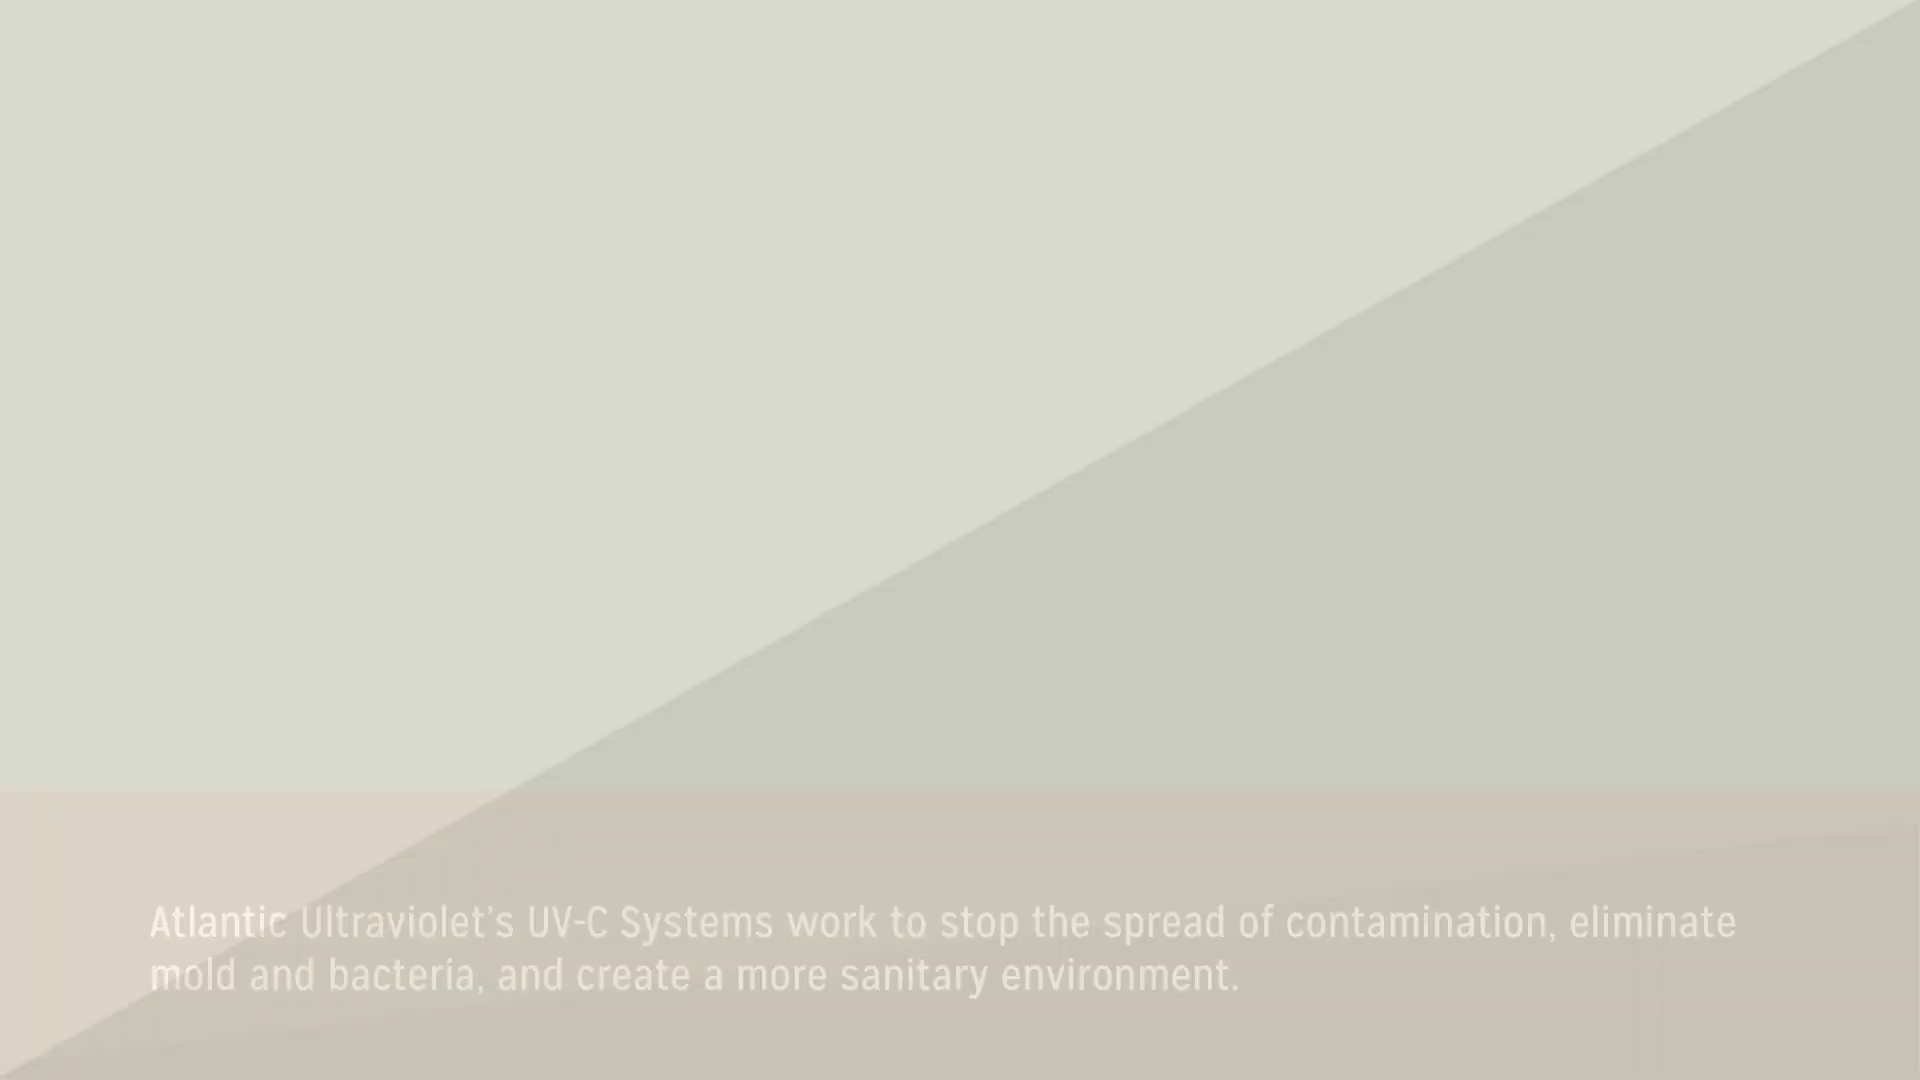 Atlantic Ultraviolet’s UV-C Systems work to stop the spread of contamination, eliminate
mold and bacteria, and create a more sanitary environment.